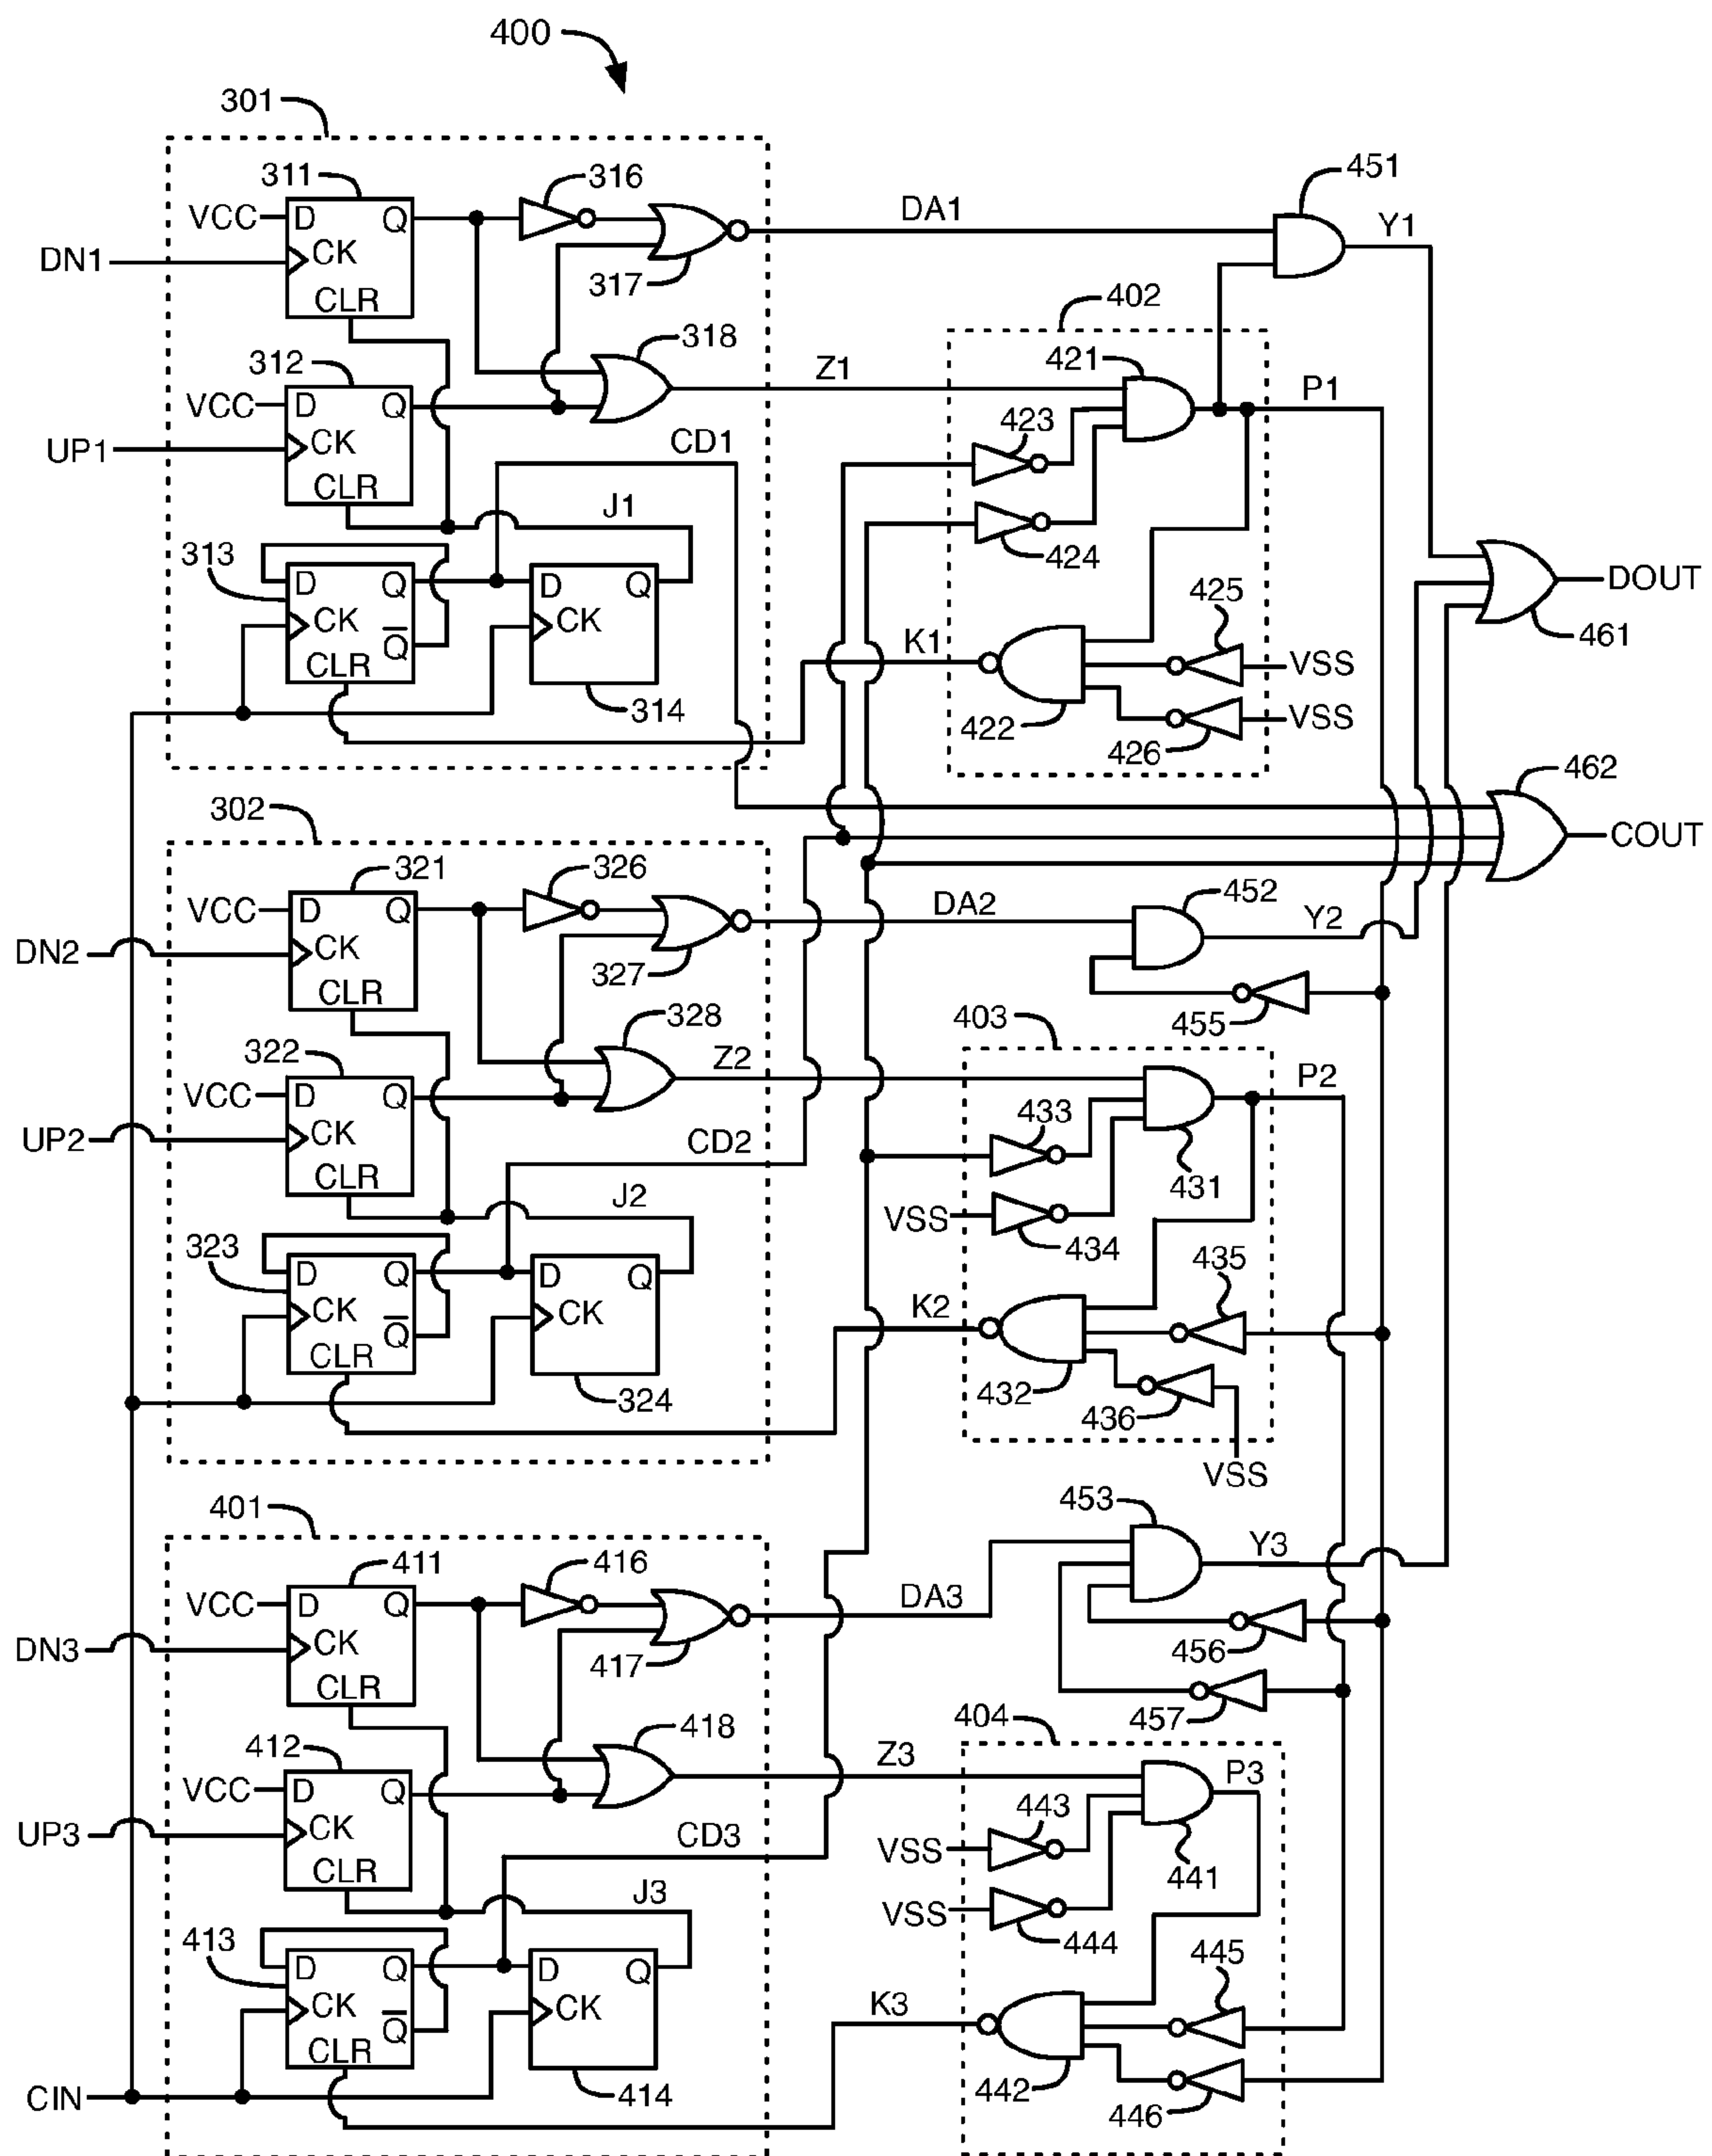 400
301
311
316
451
VCC
D
Q
DA1
Y1
DN1
CK
CLR
317
402
312
318
421
Z1
P1
VCC
D
Q
423
UP1
CK
CD1
CLR
J1
424
313
425
DOUT
D
Q
D
Q
461
CK
Q
CK
K1
VSS
CLR
314
422
426
VSS
302
462
COUT
321
326
452
VCC
D
Q
DA2
Y2
DN2
CK
CLR
327
403
455
328
322
Z2
P2
VCC
D
Q
433
UP2
CK
CD2
431
CLR
J2
VSS
434
323
435
D
Q
D
Q
CK
Q
CK
K2
CLR
324
432
436
VSS
401
453
411
416
Y3
VCC
D
Q
DA3
DN3
CK
CLR
417
456
457
404
412
418
Z3
P3
VCC
D
Q
443
UP3
CK
CD3
VSS
441
CLR
J3
VSS
444
413
445
D
Q
D
Q
CK
Q
CK
K3
CLR
CIN
414
442
446